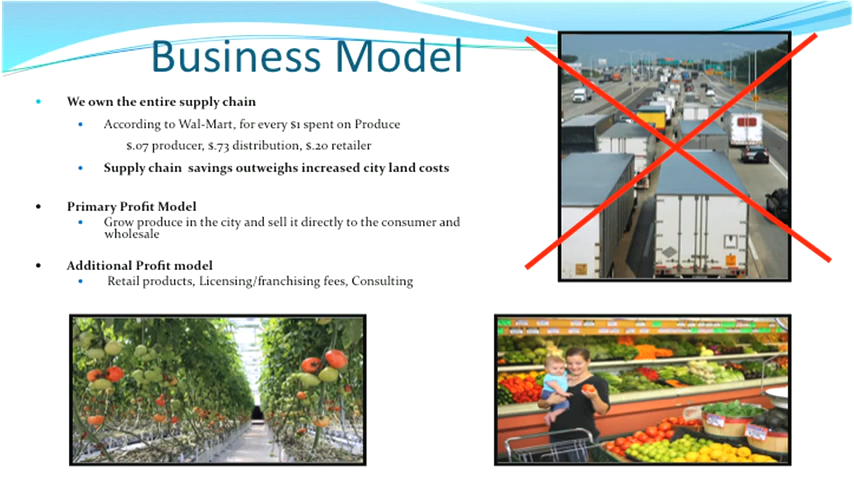 Business Model
We own the entire supply chain
According to Wal-Mart, for every $1 spent on Produce
$.07 producer, $.73 distribution, $.20 retailer
Supply chain savings outweighs increased city land costs
Primary Profit Model
Grow produce in the city and sell it directly to the consumer and
wholesale
Additional Profit model
Retail products, Licensing/franchising fees, Consulting